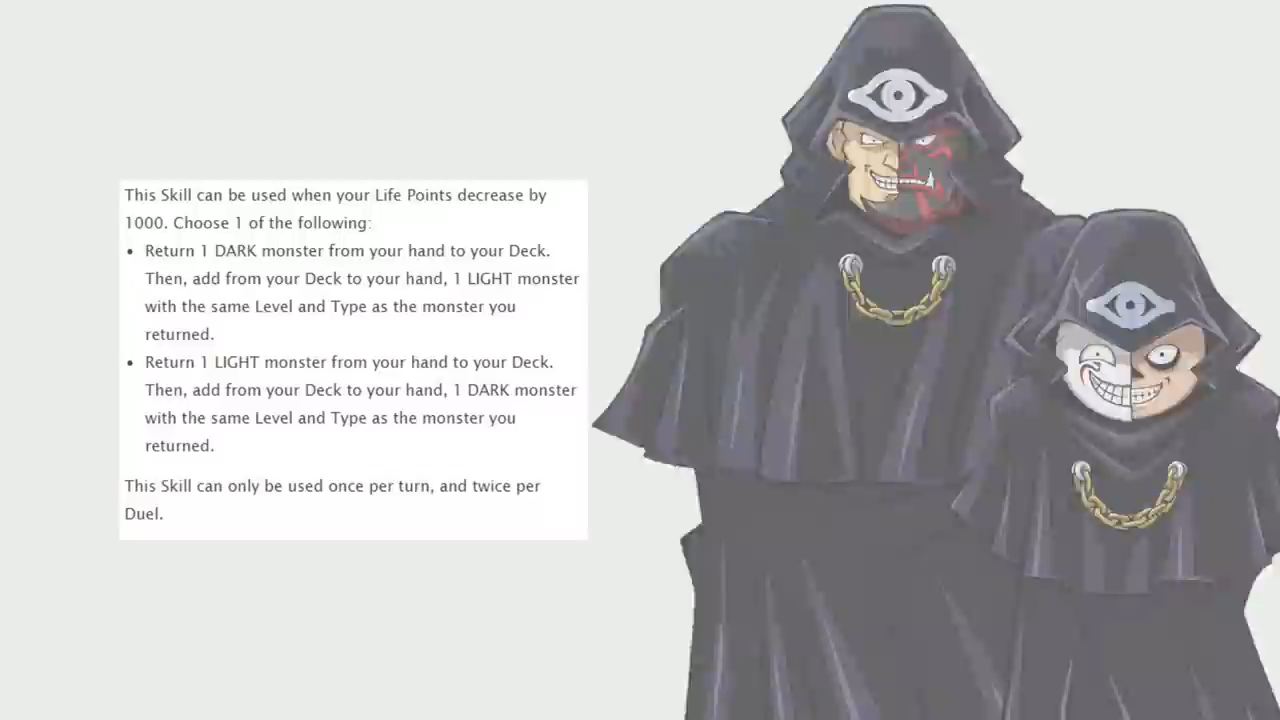 This Skill can be used when your Life Points decrease by
1000. Choose 1 of the following:
• Return 1 DARK monster from your hand to your Deck.
Then, add from your Deck to your hand, 1 LIGHT monster
with the same Level and Type as the monster you
returned.
• Return 1 LIGHT monster from your hand to your Deck.
Then, add from your Deck to your hand, 1 DARK monster
with the same Level and Type as the monster you
returned.
This Skill can only be used once per turn, and twice per
Duel.